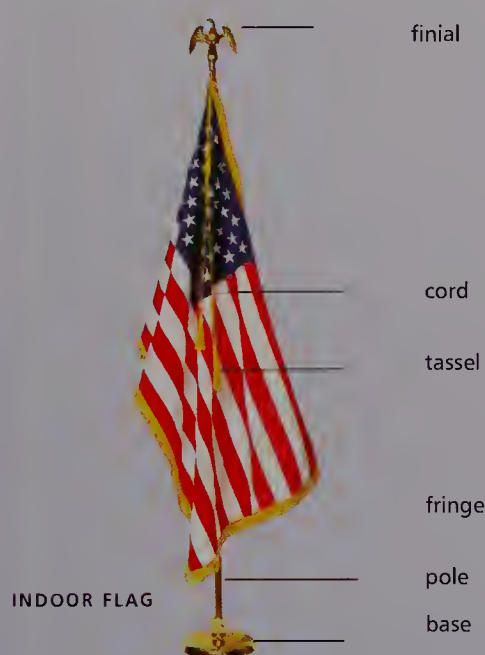 finial
cord
tassel
fringe
pole
INDOOR FLAG
base